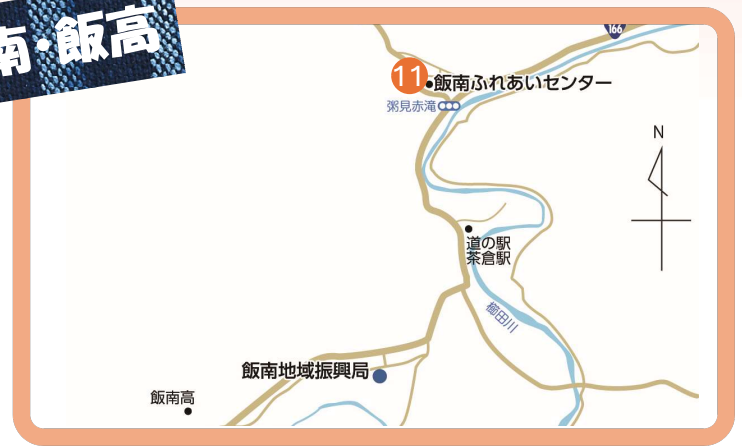 南・飯高
166
11
飯南ふれあいセンター
粥見赤滝
N
道の駅
茶倉駅
櫛田川
飯南地域振興局
飯南高